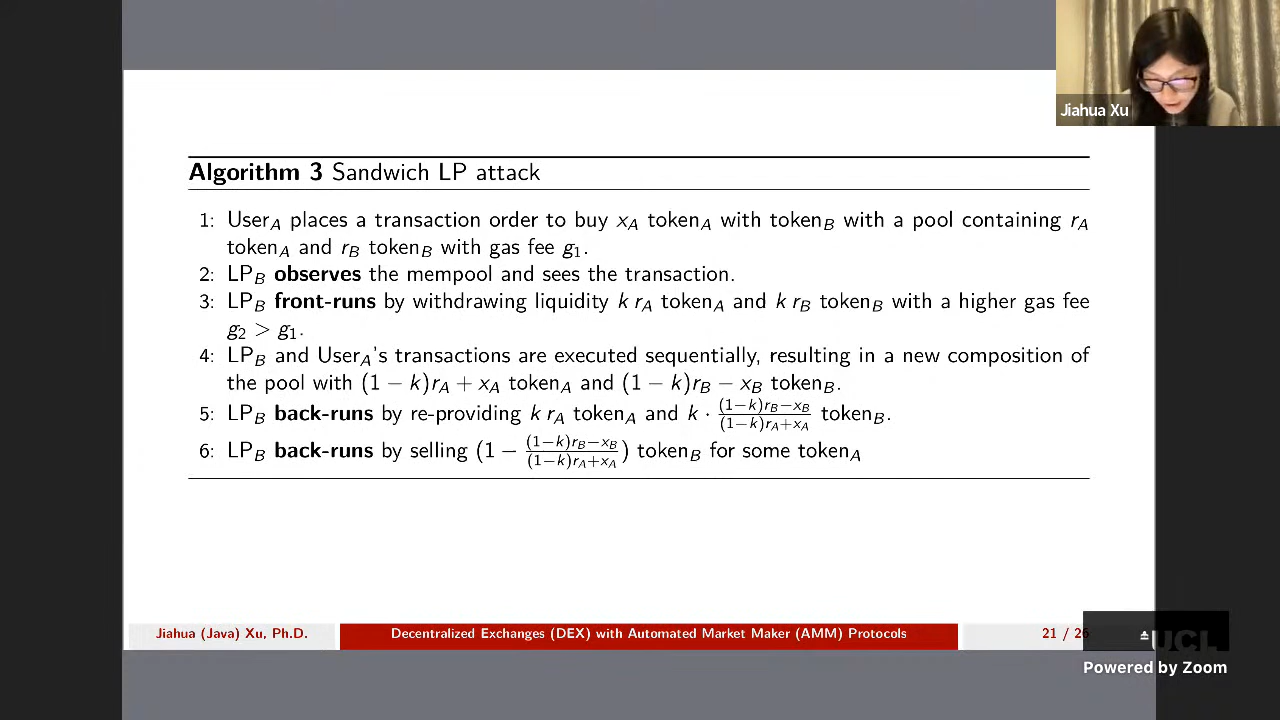 Jiahua Xu
Algorithm 3 Sandwich LP attack
1: User_A places a transaction order to buy x_A token_A with token_B with a pool containing r_A
token_A and r_B token_B with gas fee g_1.
2: LP_B observes the mempool and sees the transaction.
3: LP_B front-runs by withdrawing liquidity k r_A token_A and k r_B token_B with a higher gas fee
g_2 > g_1.
4: LP_B and User_A's transactions are executed sequentially, resulting in a new composition of
the pool with (1 − k)r_A + x_A token_A and (1 − k)r_B − x_B token_B.
5: LP_B back-runs by re-providing k r_A token_A and k · ((1−k)r_B−x_B)/((1−k)r_A+x_A) token_B.
6: LP_B back-runs by selling (1 − ((1−k)r_B−x_B)/((1−k)r_A+x_A)) token_B for some token_A
Jiahua (Java) Xu, Ph.D.
Decentralized Exchanges (DEX) with Automated Market Maker (AMM) Protocols
21 / 26
UCL
Powered by Zoom